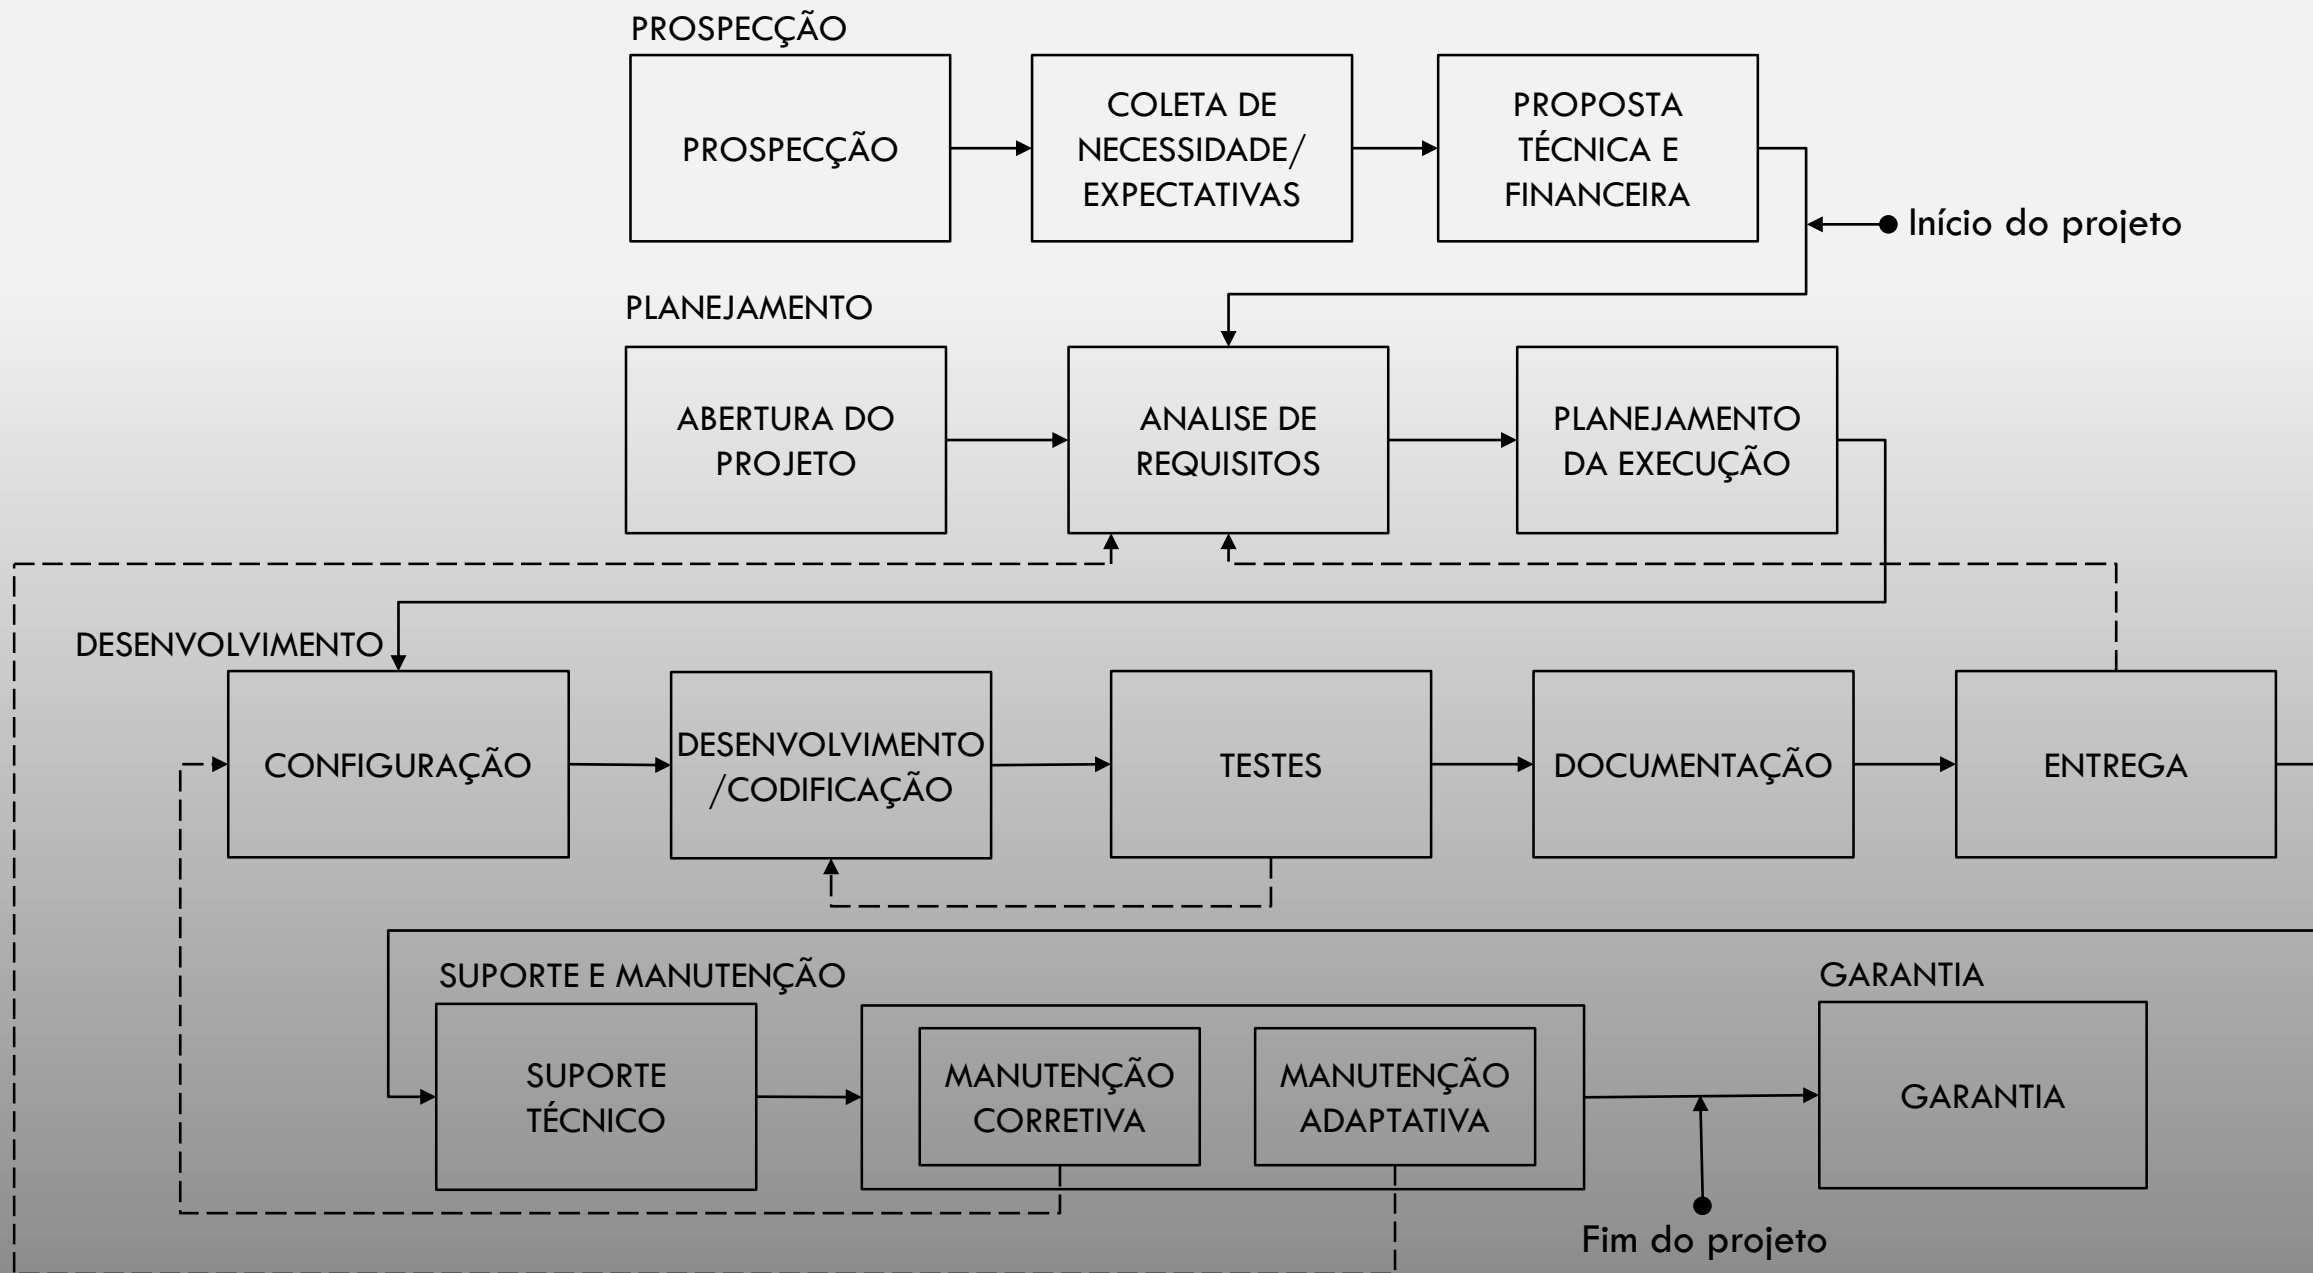 PROSPECÇÃO
PROSPECÇÃO
COLETA DE
NECESSIDADE/
EXPECTATIVAS
PROPOSTA
TÉCNICA E
FINANCEIRA
Início do projeto
PLANEJAMENTO
ABERTURA DO
PROJETO
ANALISE DE
REQUISITOS
PLANEJAMENTO
DA EXECUÇÃO
DESENVOLVIMENTO
CONFIGURAÇÃO
DESENVOLVIMENTO
/CODIFICAÇÃO
TESTES
DOCUMENTAÇÃO
ENTREGA
SUPORTE E MANUTENÇÃO
SUPORTE
TÉCNICO
MANUTENÇÃO
CORRETIVA
MANUTENÇÃO
ADAPTATIVA
GARANTIA
GARANTIA
Fim do projeto